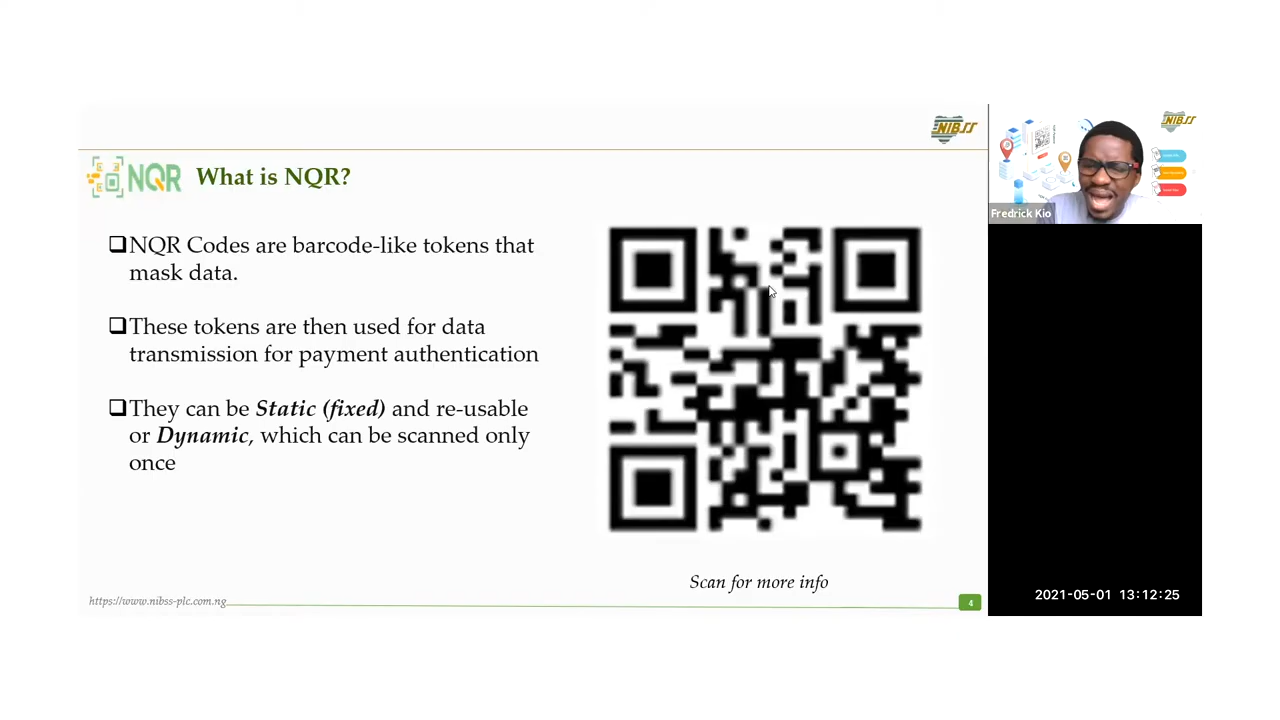 NIBSS
NQR
What is NQR?
❑NQR Codes are barcode-like tokens that
mask data.
❑These tokens are then used for data
transmission for payment authentication
❑They can be Static (fixed) and re-usable
or Dynamic, which can be scanned only
once
Scan for more info
https://www.nibss-plc.com.ng
4
NIBSS
Fredrick Kio
2021-05-01 13:12:25